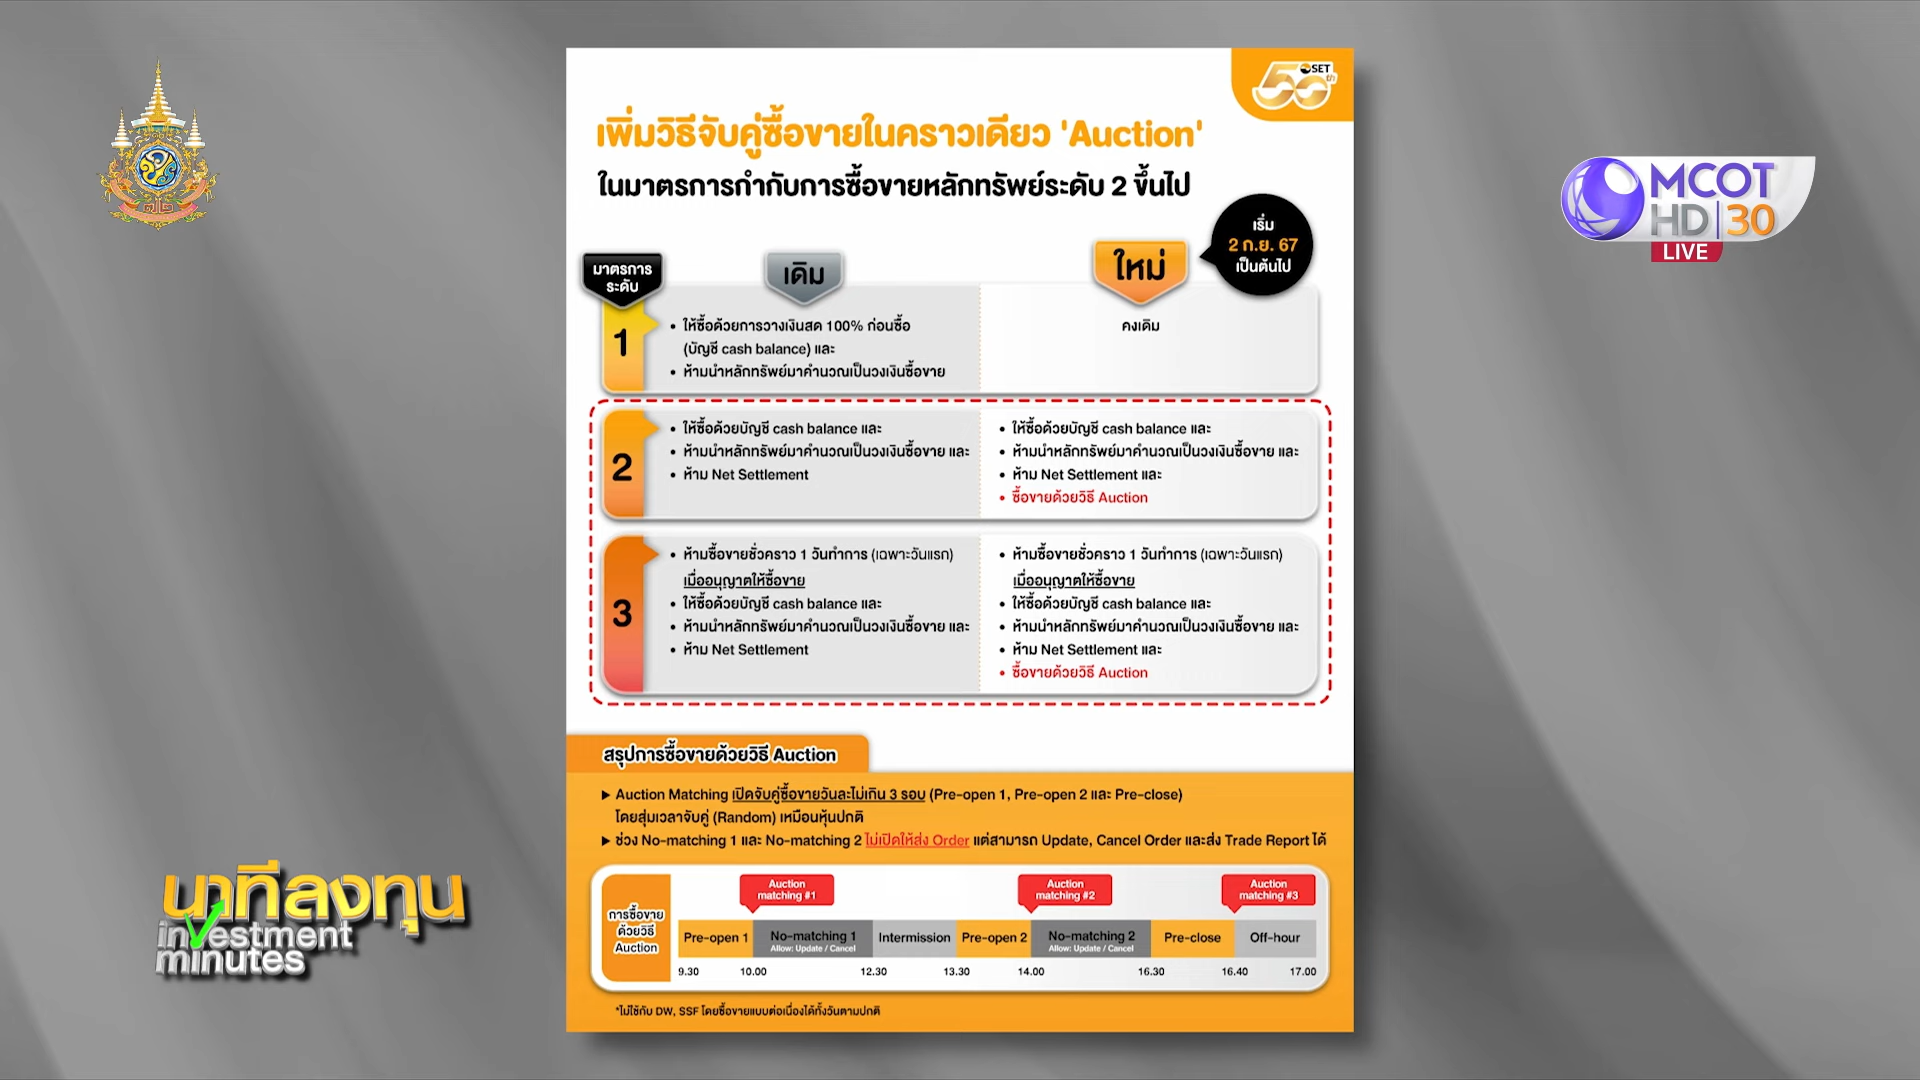 50 ปี SET
MCOT
HD 30
LIVE
เพิ่มวิธีจับคู่ซื้อขายในคราวเดียว 'Auction'
ในมาตรการกำกับการซื้อขายหลักทรัพย์ระดับ 2 ขึ้นไป
เริ่ม
2 ก.ย. 67
เป็นต้นไป
มาตรการ
ระดับ
เดิม
ใหม่
1
• ให้ซื้อด้วยการวางเงินสด 100% ก่อนซื้อ
(บัญชี cash balance) และ
• ห้ามนำหลักทรัพย์มาคำนวณเป็นวงเงินซื้อขาย
คงเดิม
2
• ให้ซื้อด้วยบัญชี cash balance และ
• ห้ามนำหลักทรัพย์มาคำนวณเป็นวงเงินซื้อขาย และ
• ห้าม Net Settlement
• ให้ซื้อด้วยบัญชี cash balance และ
• ห้ามนำหลักทรัพย์มาคำนวณเป็นวงเงินซื้อขาย และ
• ห้าม Net Settlement และ
• ซื้อขายด้วยวิธี Auction
3
• ห้ามซื้อขายชั่วคราว 1 วันทำการ (เฉพาะวันแรก)
เมื่ออนุญาตให้ซื้อขาย
• ให้ซื้อด้วยบัญชี cash balance และ
• ห้ามนำหลักทรัพย์มาคำนวณเป็นวงเงินซื้อขาย และ
• ห้าม Net Settlement
• ห้ามซื้อขายชั่วคราว 1 วันทำการ (เฉพาะวันแรก)
เมื่ออนุญาตให้ซื้อขาย
• ให้ซื้อด้วยบัญชี cash balance และ
• ห้ามนำหลักทรัพย์มาคำนวณเป็นวงเงินซื้อขาย และ
• ห้าม Net Settlement และ
• ซื้อขายด้วยวิธี Auction
สรุปการซื้อขายด้วยวิธี Auction
▶ Auction Matching เปิดจับคู่ซื้อขายวันละไม่เกิน 3 รอบ (Pre-open 1, Pre-open 2 และ Pre-close)
โดยสุ่มเวลาจับคู่ (Random) เหมือนหุ้นปกติ
▶ ช่วง No-matching 1 และ No-matching 2 ไม่เปิดให้ส่ง Order แต่สามารถ Update, Cancel Order และส่ง Trade Report ได้
การซื้อขาย
ด้วยวิธี
Auction
Auction
matching #1
Auction
matching #2
Auction
matching #3
Pre-open 1
No-matching 1
Allow: Update / Cancel
Intermission
Pre-open 2
No-matching 2
Allow: Update / Cancel
Pre-close
Off-hour
9.30 10.00 12.30 13.30 14.00 16.30 16.40 17.00
*ไม่ใช้กับ DW, SSF โดยซื้อขายแบบต่อเนื่องได้ทั้งวันตามปกติ
นาทีลงทุน
investment
minutes